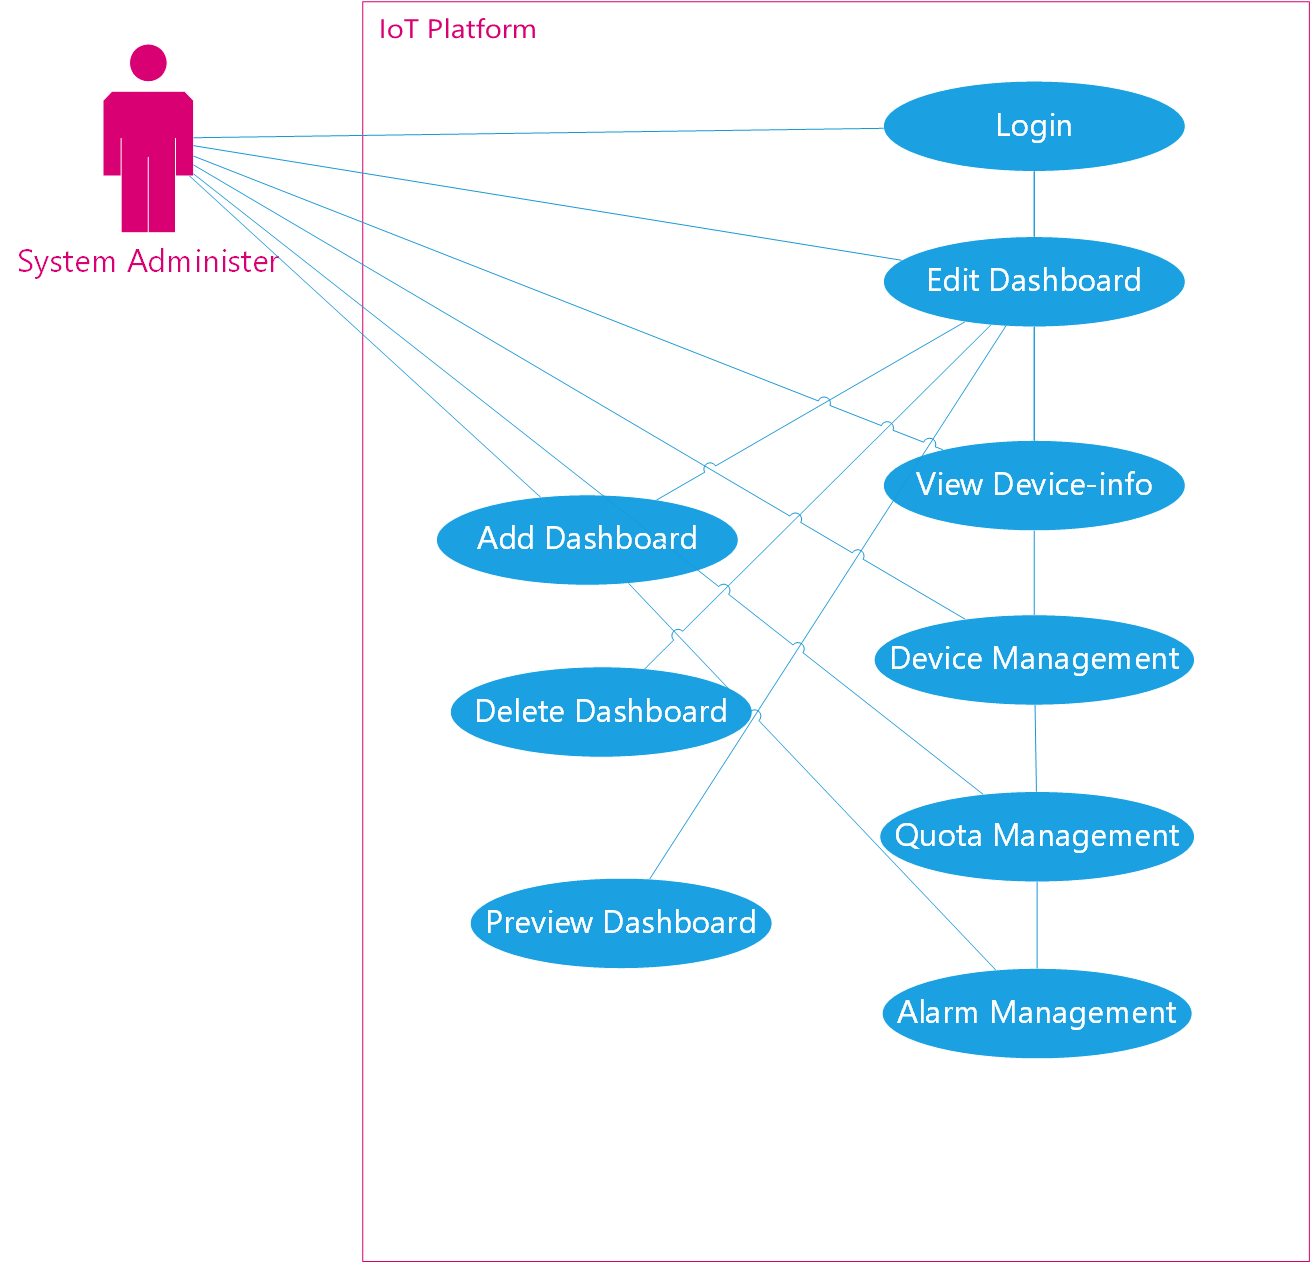 IoT Platform
System Administer
Login
Edit Dashboard
View Device-info
Add Dashboard
Device Management
Delete Dashboard
Quota Management
Preview Dashboard
Alarm Management